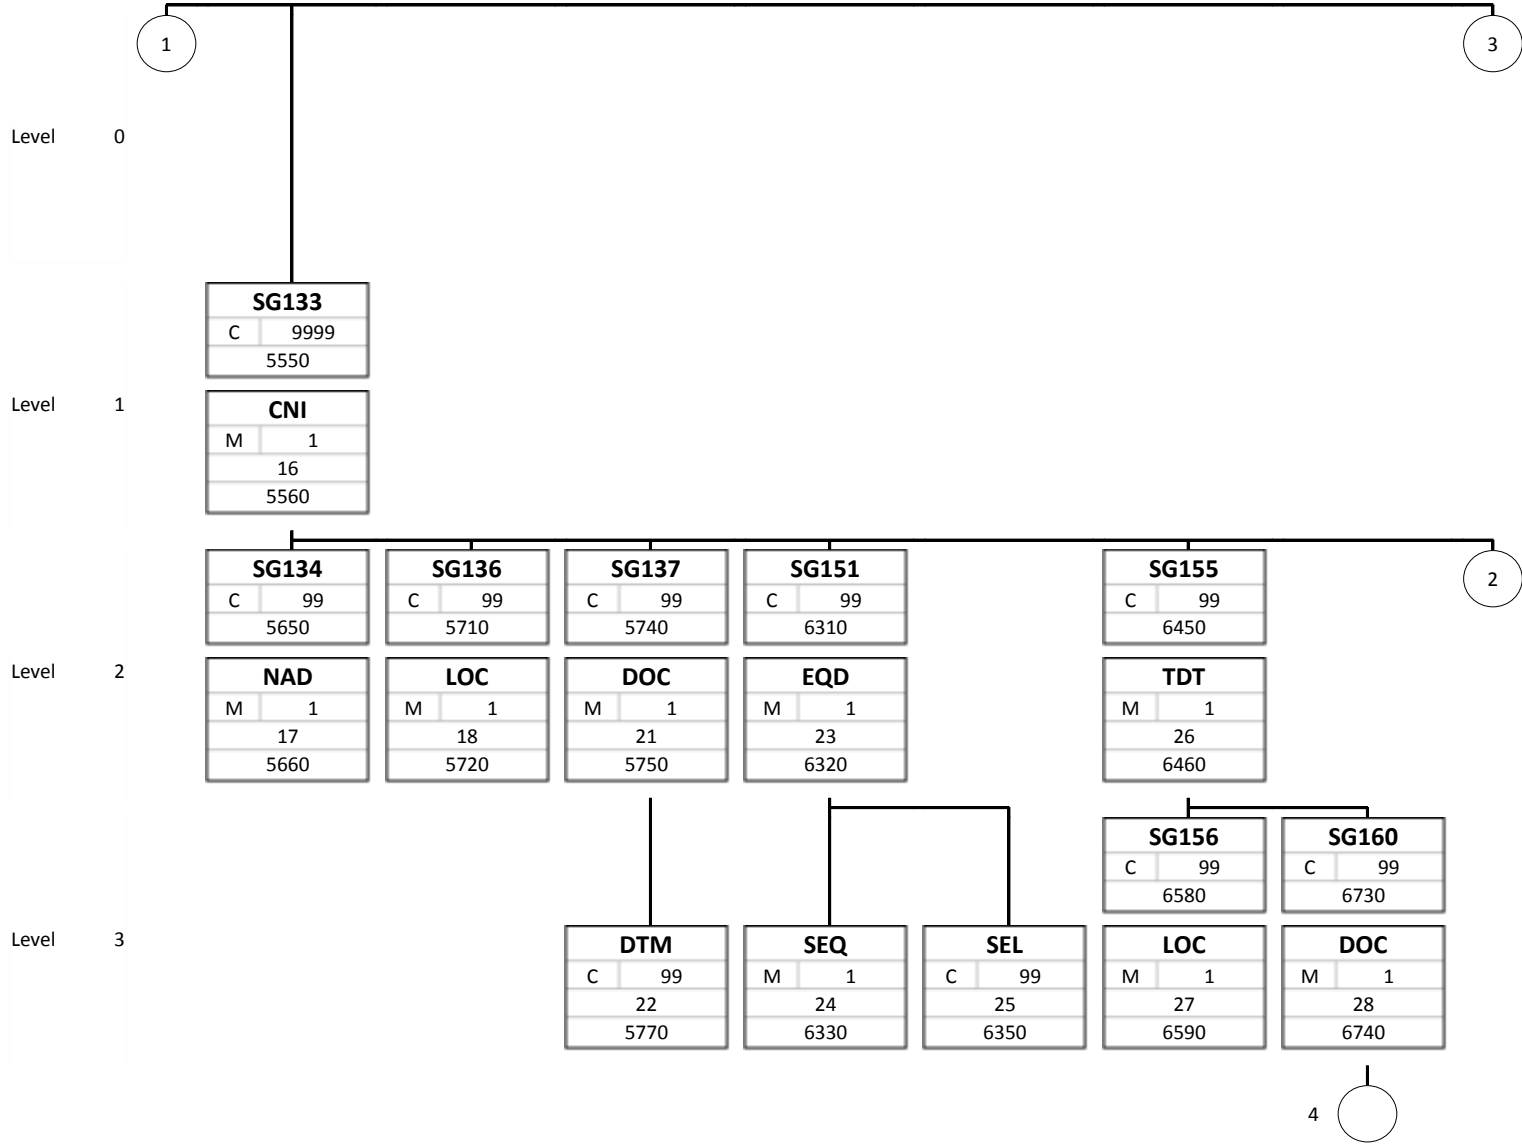 1 3
Level 0
SG133
C 9999
5550
Level 1
CNI
M 1
16
5560
SG134 SG136 SG137 SG151 SG155 2
C 99 C 99 C 99 C 99 C 99
5650 5710 5740 6310 6450
Level 2
NAD LOC DOC EQD TDT
M 1 M 1 M 1 M 1 M 1
17 18 21 23 26
5660 5720 5750 6320 6460
SG156 SG160
C 99 C 99
6580 6730
Level 3
DTM SEQ SEL LOC DOC
C 99 M 1 C 99 M 1 M 1
22 24 25 27 28
5770 6330 6350 6590 6740
4